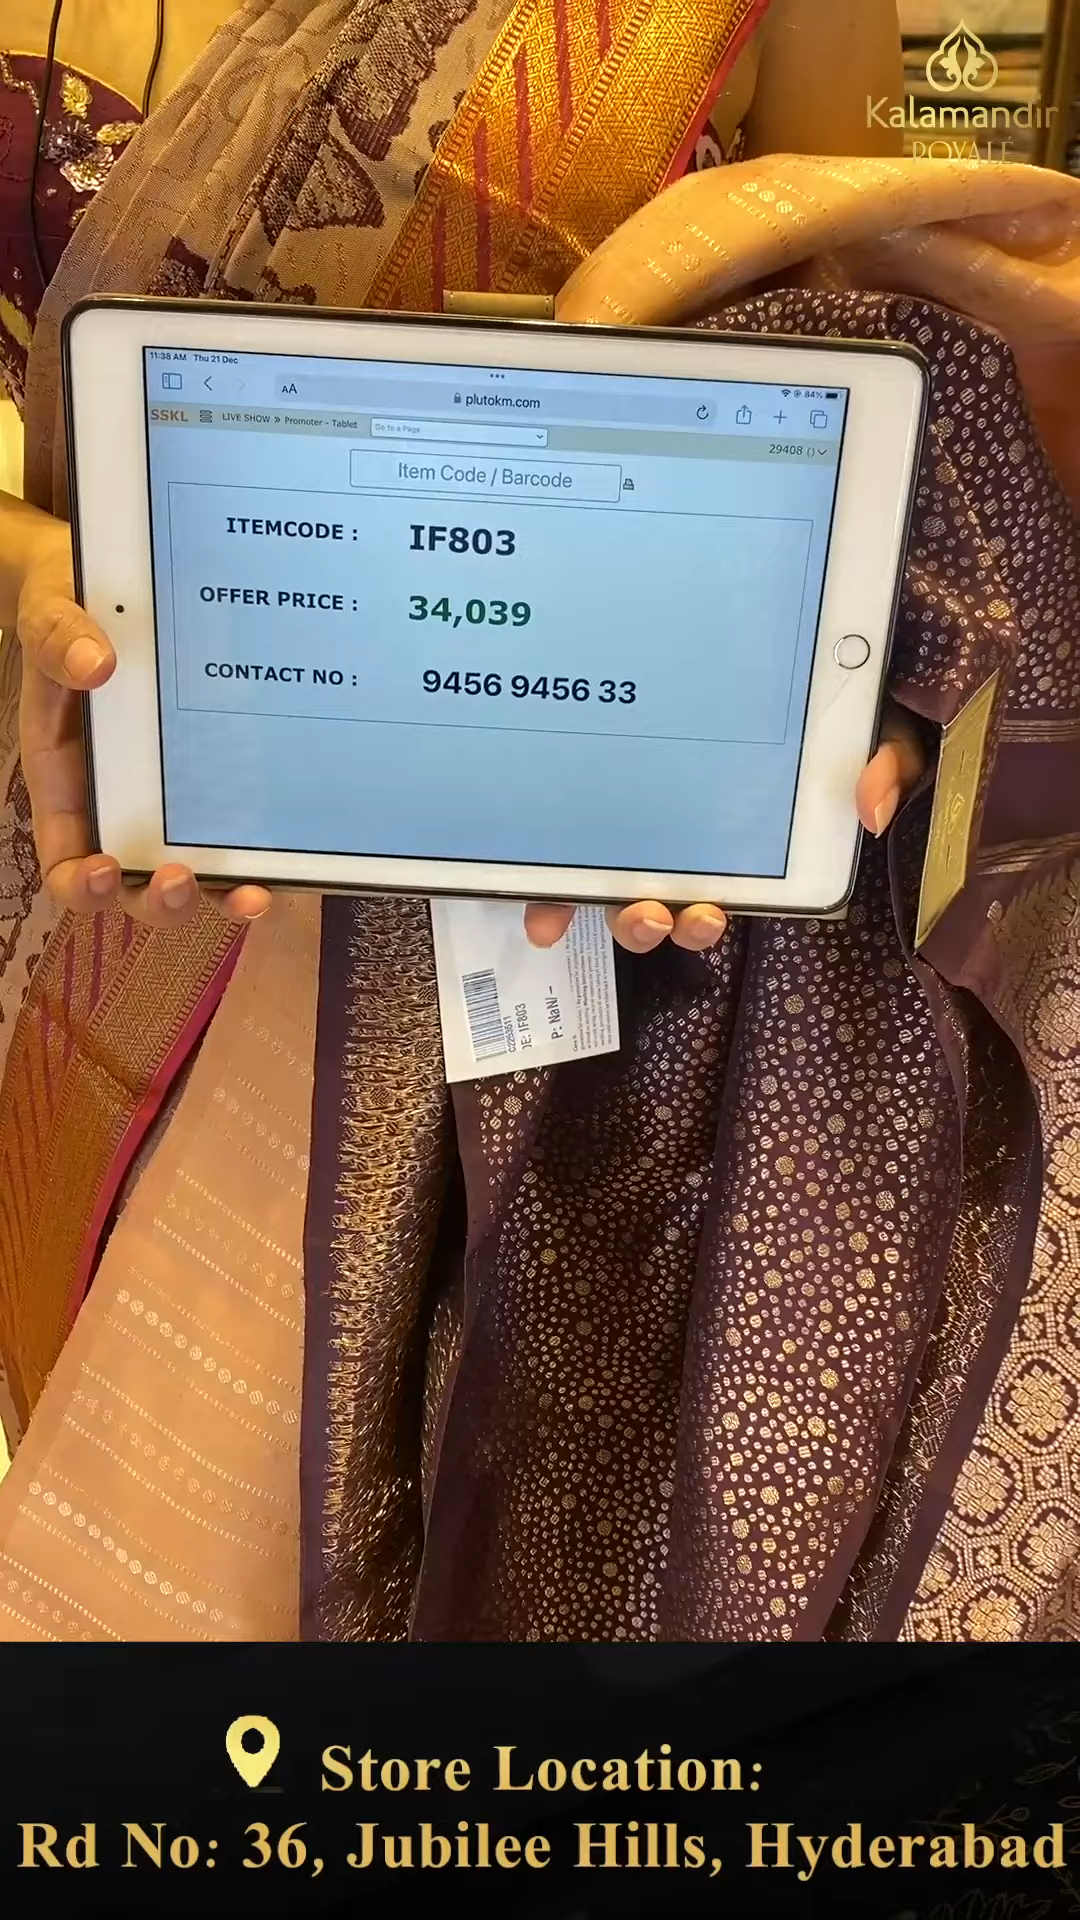 Kalamandir
ROYALE
11:38 AM Thu 21 Dec
84%
AA
plutokm.com
SSKL
LIVE SHOW » Promoter - Tablet
Go to a Page
29408 ()
Item Code / Barcode
ITEMCODE : IF803
OFFER PRICE : 34,039
CONTACT NO : 9456 9456 33
DE: IF803
P: NaN/-
Store Location:
Rd No: 36, Jubilee Hills, Hyderabad